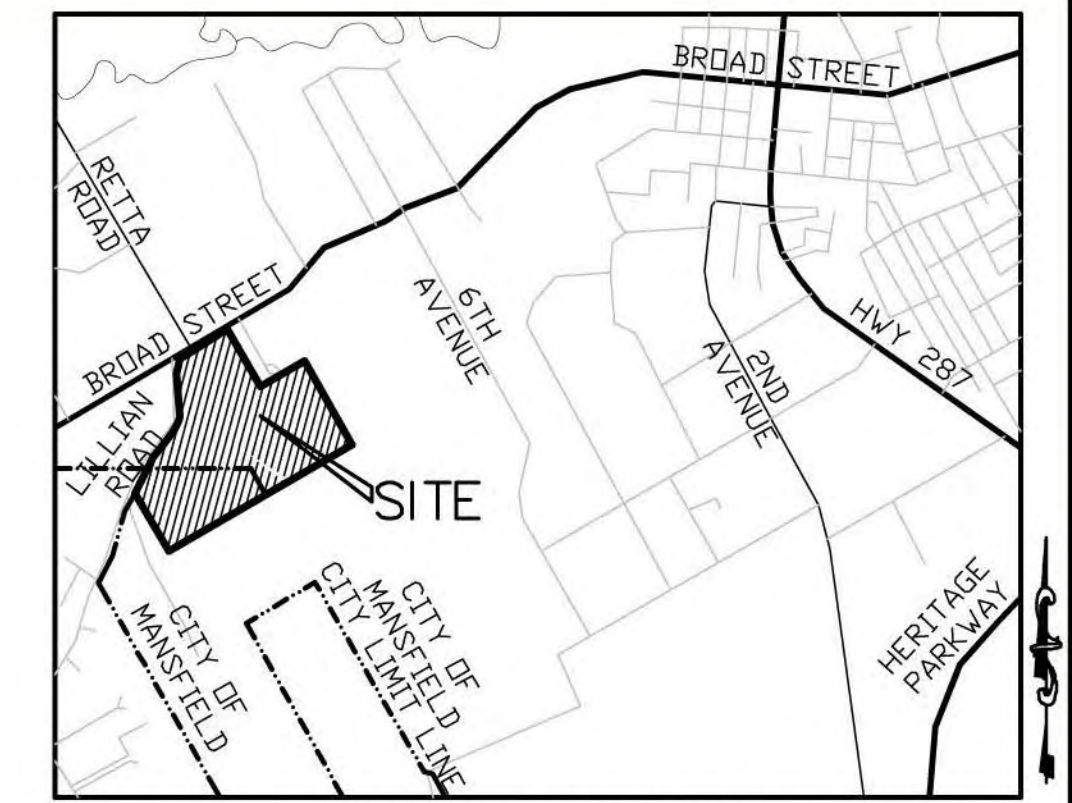 BROAD STREET
RETTA
ROAD
BROAD STREET
6TH
AVENUE
HWY 287
2ND
AVENUE
LILLIAN
ROAD
SITE
CITY OF
MANSFIELD
CITY OF
MANSFIELD
CITY LIMIT LINE
HERITAGE
PARKWAY